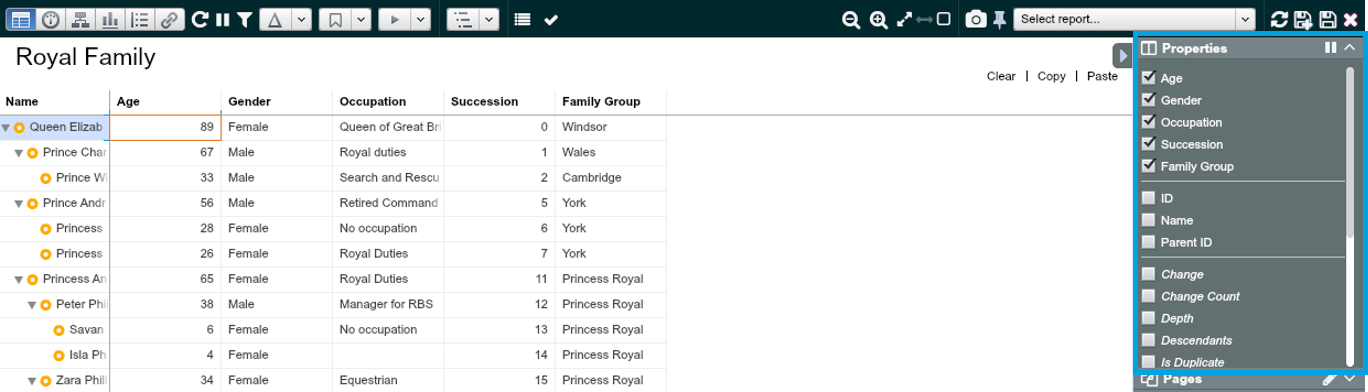 Select report...
Royal Family
Clear | Copy | Paste
Name Age Gender Occupation Succession Family Group
Queen Elizab 89 Female Queen of Great Bri 0 Windsor
Prince Char 67 Male Royal duties 1 Wales
Prince Wi 33 Male Search and Rescu 2 Cambridge
Prince Andr 56 Male Retired Command 5 York
Princess 28 Female No occupation 6 York
Princess 26 Female Royal Duties 7 York
Princess An 65 Female Royal Duties 11 Princess Royal
Peter Phi 38 Male Manager for RBS 12 Princess Royal
Savan 6 Female No occupation 13 Princess Royal
Isla Ph 4 Female 14 Princess Royal
Zara Phil 34 Female Equestrian 15 Princess Royal
Properties
Age
Gender
Occupation
Succession
Family Group
ID
Name
Parent ID
Change
Change Count
Depth
Descendants
Is Duplicate
Pages